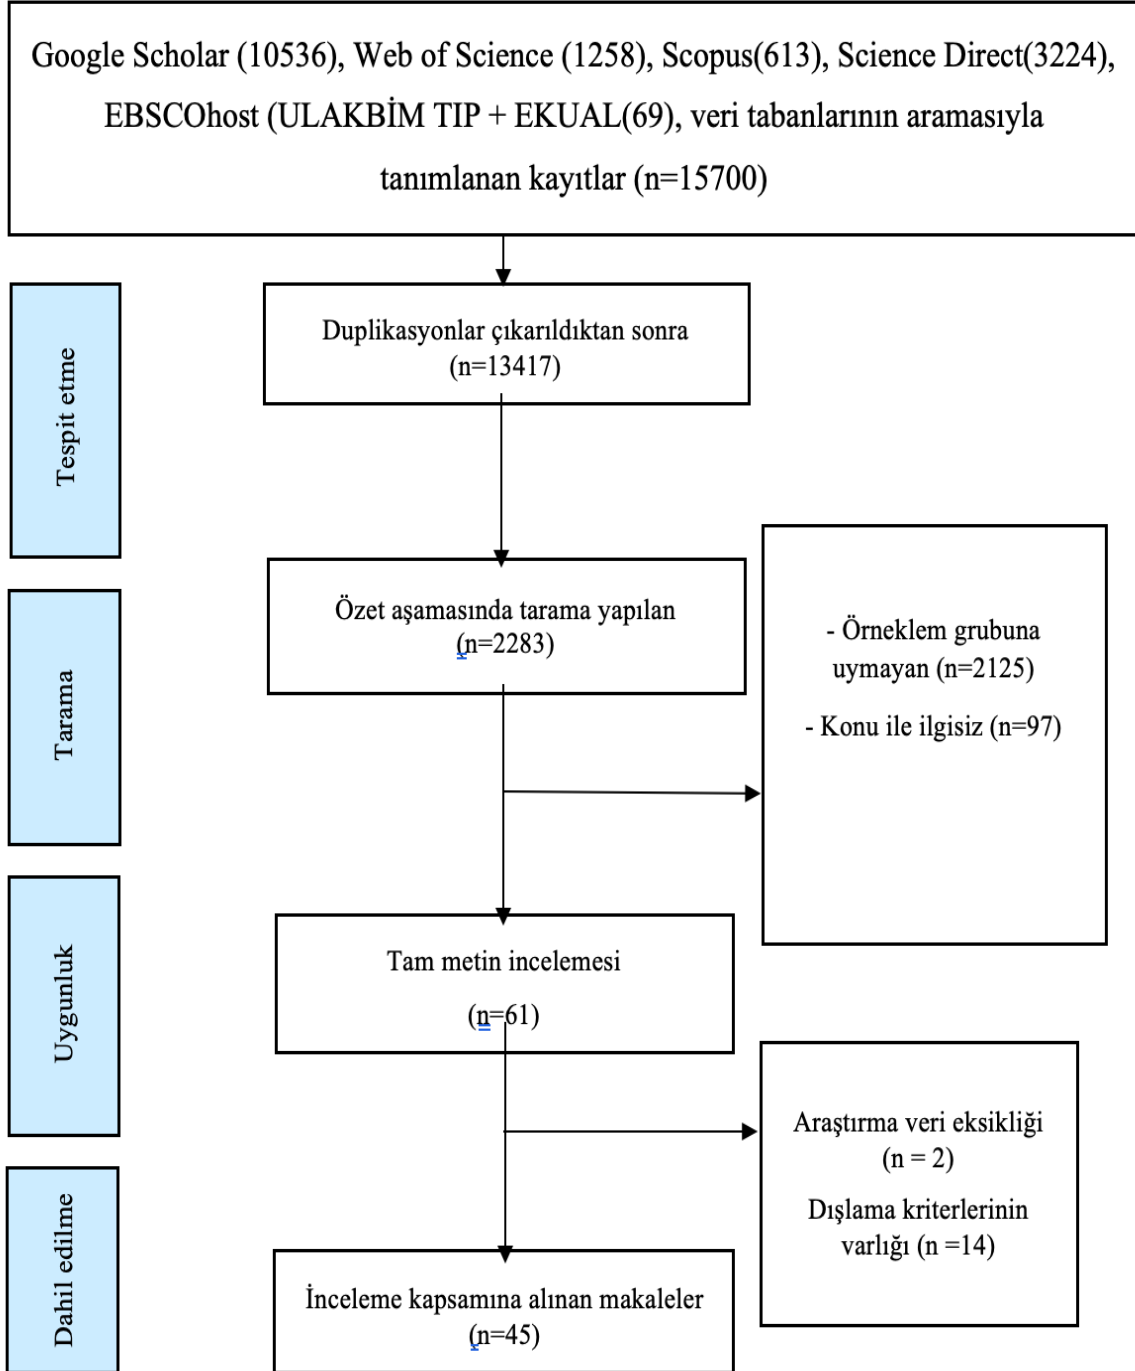 Google Scholar (10536), Web of Science (1258), Scopus(613), Science Direct(3224),
EBSCOhost (ULAKBİM TIP + EKUAL(69), veri tabanlarının aramasıyla
tanımlanan kayıtlar (n=15700)
Tespit etme
Duplikasyonlar çıkarıldıktan sonra
(n=13417)
Tarama
Özet aşamasında tarama yapılan
(n=2283)
- Örneklem grubuna
uymayan (n=2125)
- Konu ile ilgisiz (n=97)
Uygunluk
Tam metin incelemesi
(n=61)
Araştırma veri eksikliği
(n = 2)
Dışlama kriterlerinin
varlığı (n =14)
Dahil edilme
İnceleme kapsamına alınan makaleler
(n=45)